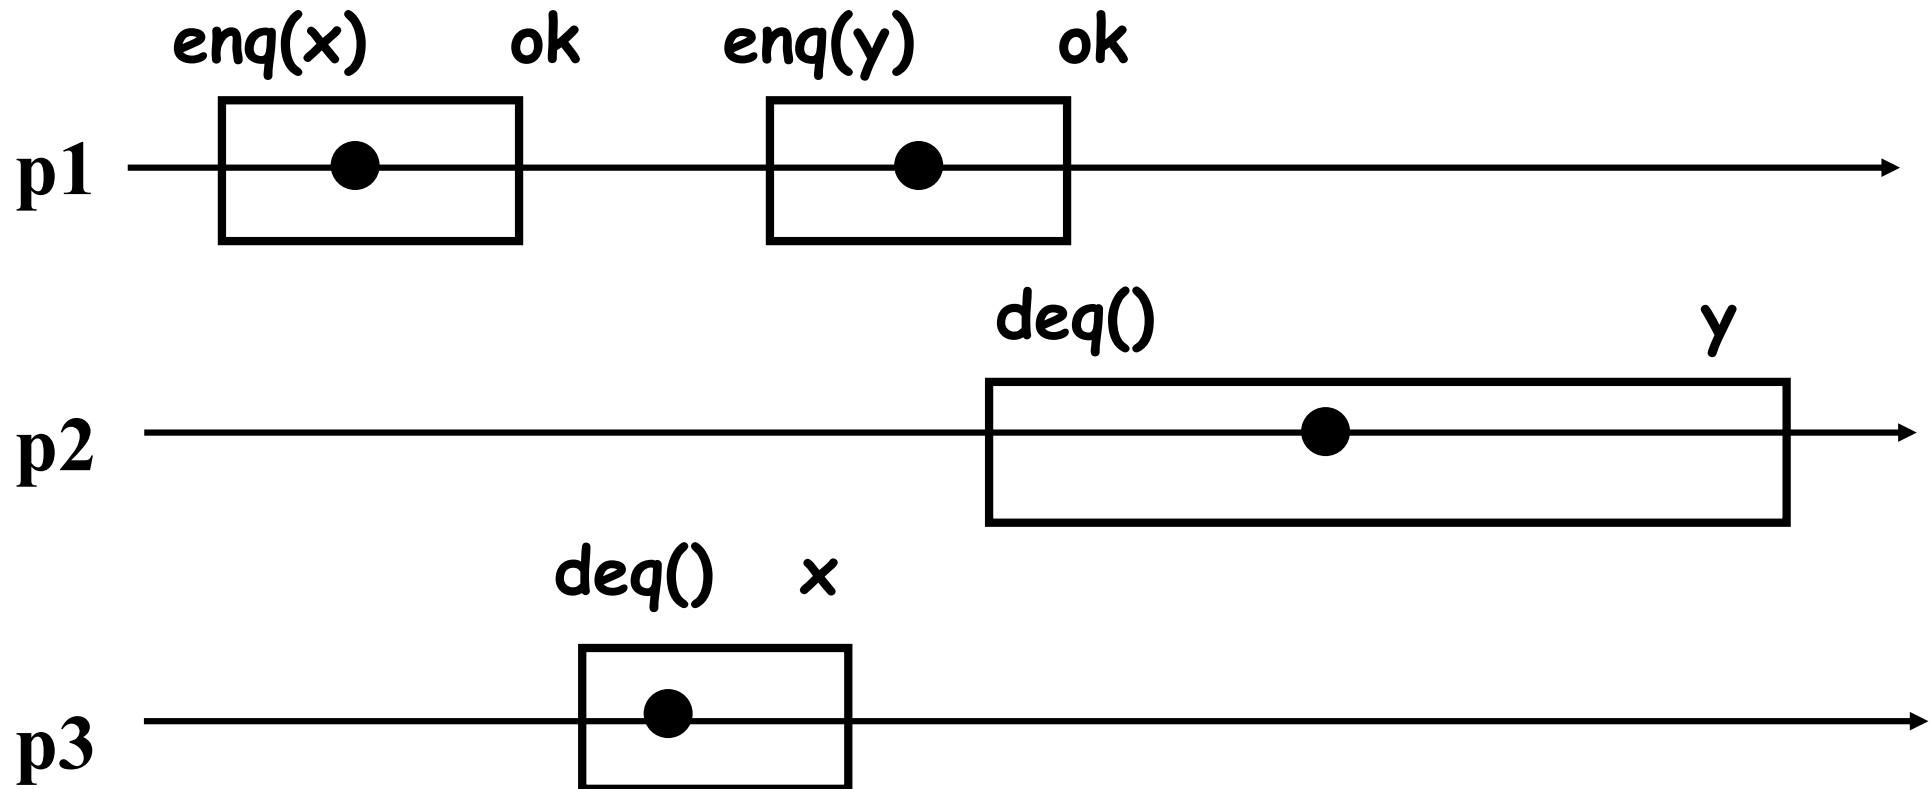 enq(x) ok enq(y) ok
p1
deq() y
p2
deq() x
p3